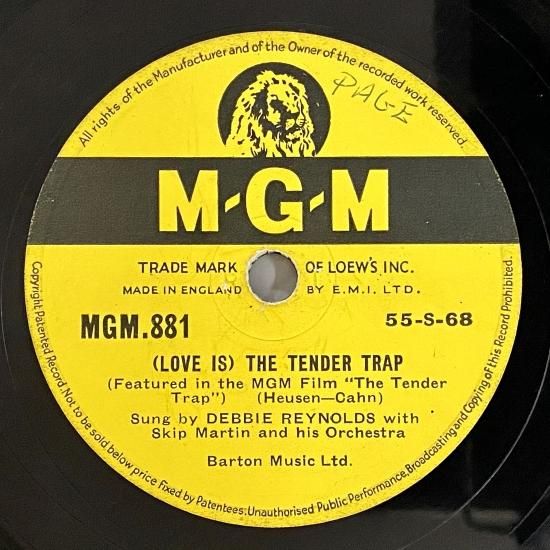 All rights of the Manufacturer and of the Owner of the recorded work reserved.
PAGE
M-G-M
TRADE MARK OF LOEW'S INC.
MADE IN ENGLAND BY E.M.I. LTD.
MGM.881 55-S-68
(LOVE IS) THE TENDER TRAP
(Featured in the MGM Film "The Tender
Trap") (Heusen—Cahn)
Sung by DEBBIE REYNOLDS with
Skip Martin and his Orchestra
Barton Music Ltd.
Copyright Patented Record. Not to be sold below price fixed by Patentees. Unauthorised Public Performance, Broadcasting and Copying of this Record Prohibited.